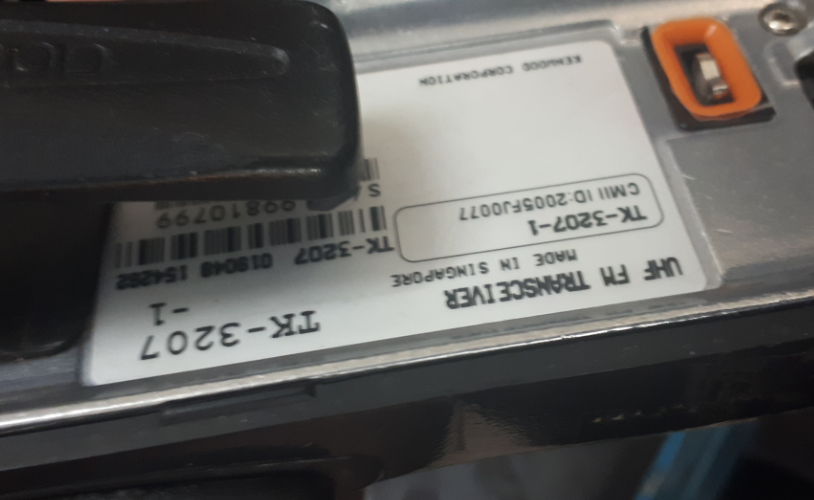 UHF FM TRANSCEIVER
MADE IN SINGAPORE
TK-3207
-1
TK-3207-1
CMII ID:2005FJ0077
TK-3207 019048 154282
99810799
KENWOOD CORPORATION